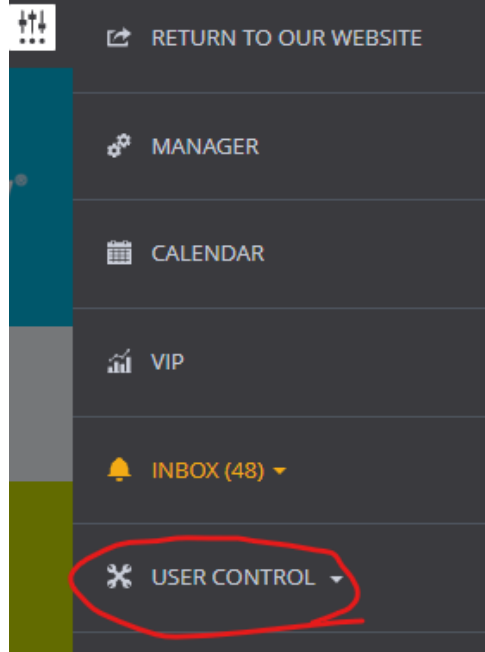 RETURN TO OUR WEBSITE
MANAGER
CALENDAR
VIP
INBOX (48)
USER CONTROL